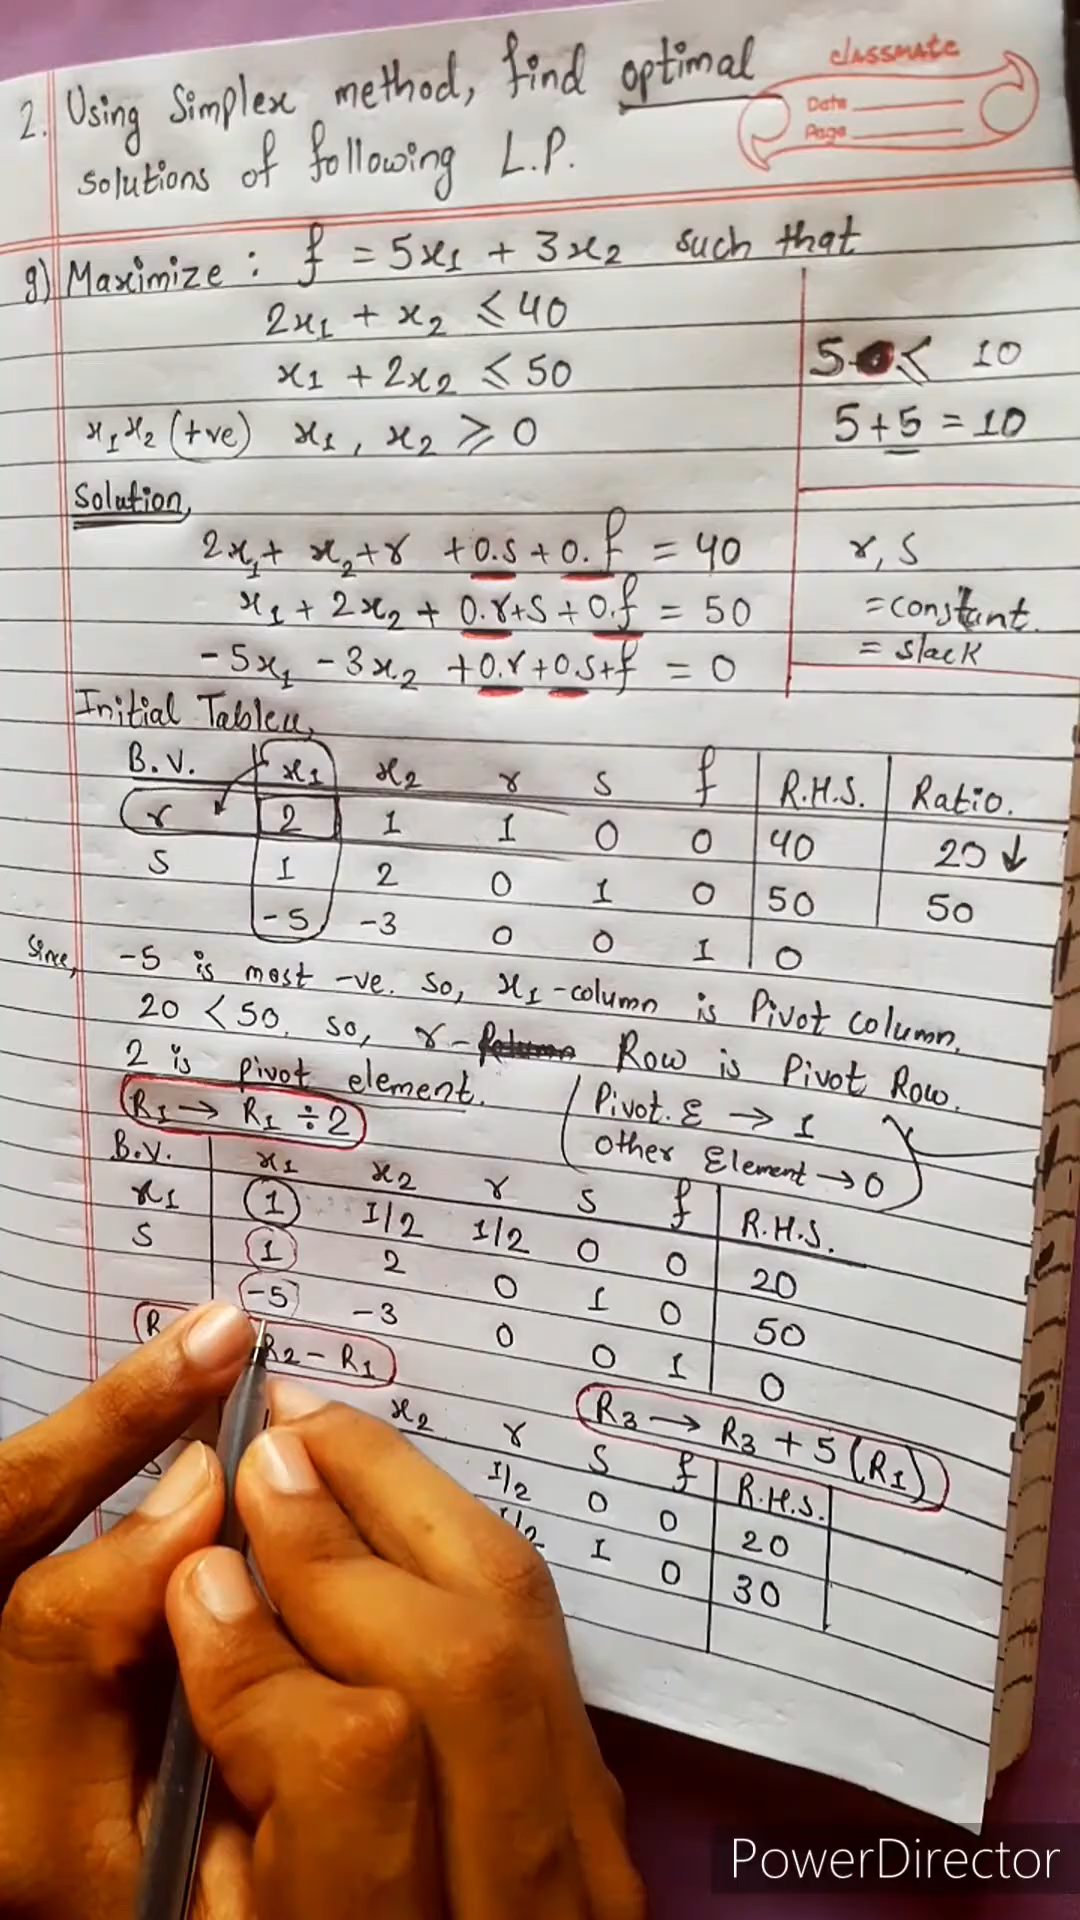 classmate
Date
Page
2. Using Simplex method, find optimal
solutions of following L.P.
g) Maximize : f = 5x₁ + 3x₂ such that
2x₁ + x₂ ≤ 40
x₁ + 2x₂ ≤ 50
x₁ x₂ (+ve) x₁ , x₂ ≥ 0
5 ≤ 10
5 + 5 = 10
Solution,
2x₁ + x₂ + r + 0.s + 0.f = 40
x₁ + 2x₂ + 0.r + s + 0.f = 50
-5x₁ - 3x₂ + 0.r + 0.s + f = 0
r, s
= constant.
= slack
Initial Tableu,
B.V. x₁ x₂ r s f R.H.S. Ratio.
r 2 1 1 0 0 40 20 ↓
s 1 2 0 1 0 50 50
-5 -3 0 0 1 0
Since, -5 is most -ve. so, x₁-column is Pivot column.
20 < 50. so, r- Row is Pivot Row.
2 is pivot element.
R₁ → R₁ ÷ 2
Pivot. E → 1
other Element → 0
B.V. x₁ x₂ r s f R.H.S.
x₁ 1 1/2 1/2 0 0 20
s 1 2 0 1 0 50
-5 -3 0 0 1 0
R R₂ - R₁
R₃ → R₃ + 5(R₁)
x₂ r s f R.H.S.
1/2 0 0 20
s 1/2 1 0 30
PowerDirector